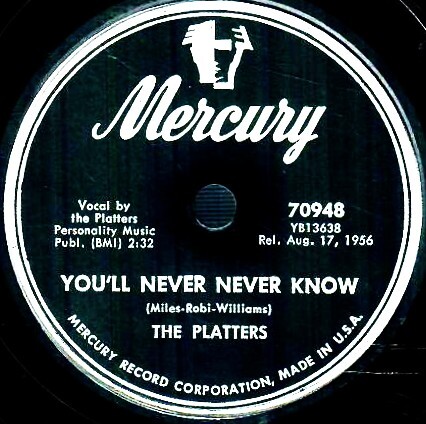 Mercury
Vocal by
the Platters
Personality Music
Publ. (BMI) 2:32
70948
YB13638
Rel. Aug. 17, 1956
YOU'LL NEVER NEVER KNOW
(Miles-Robi-Williams)
THE PLATTERS
MERCURY RECORD CORPORATION, MADE IN U.S.A.